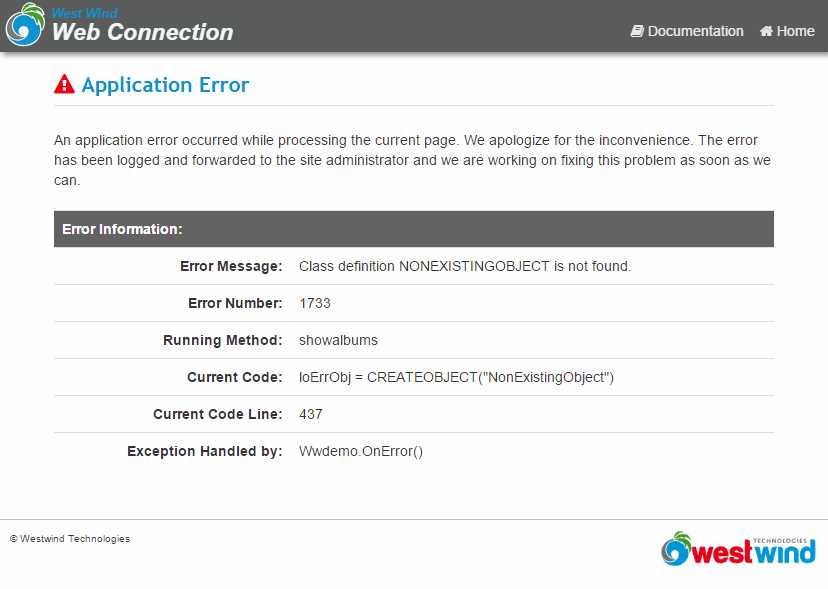 West Wind
Web Connection
Documentation Home
Application Error
An application error occurred while processing the current page. We apologize for the inconvenience. The error
has been logged and forwarded to the site administrator and we are working on fixing this problem as soon as we
can.
Error Information:
Error Message: Class definition NONEXISTINGOBJECT is not found.
Error Number: 1733
Running Method: showalbums
Current Code: loErrObj = CREATEOBJECT("NonExistingObject")
Current Code Line: 437
Exception Handled by: Wwdemo.OnError()
© Westwind Technologies
TECHNOLOGIES
westwind